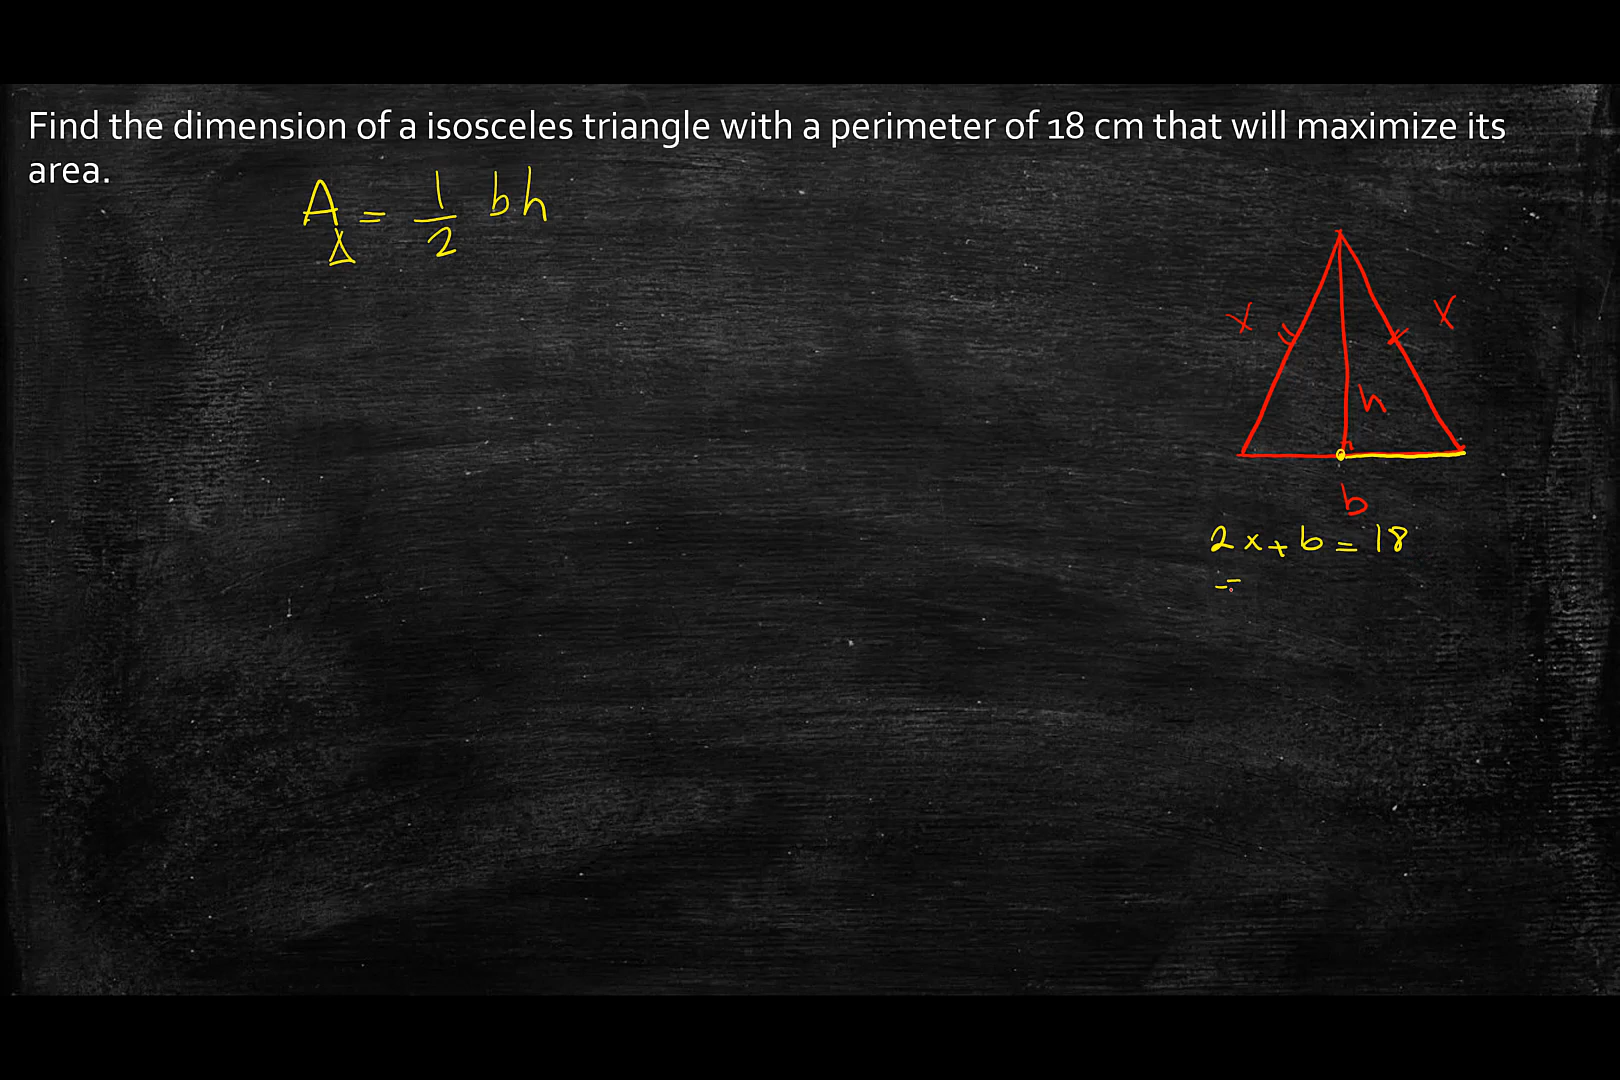 Find the dimension of a isosceles triangle with a perimeter of 18 cm that will maximize its
area.
A△ = 1/2 bh
x x
h
b
2x + b = 18
=